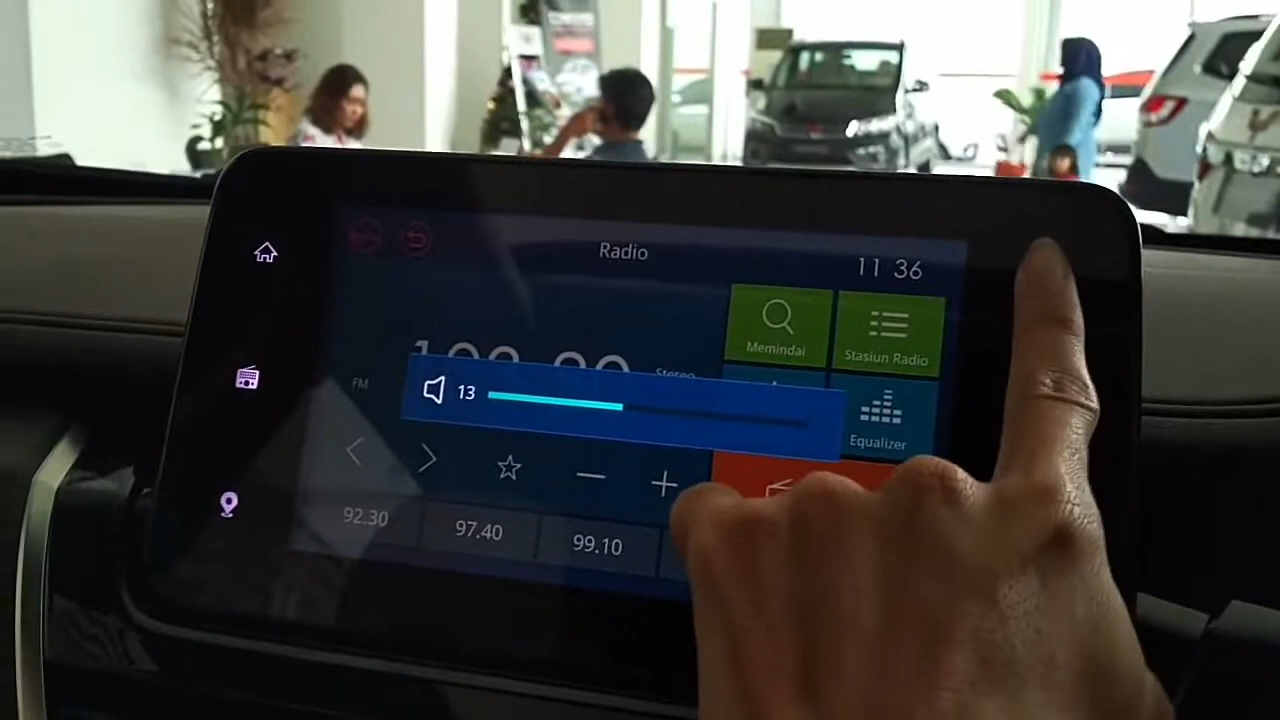 Radio
11 36
Memindai
Stasiun Radio
Stereo
FM
13
Equalizer
92.30
97.40
99.10